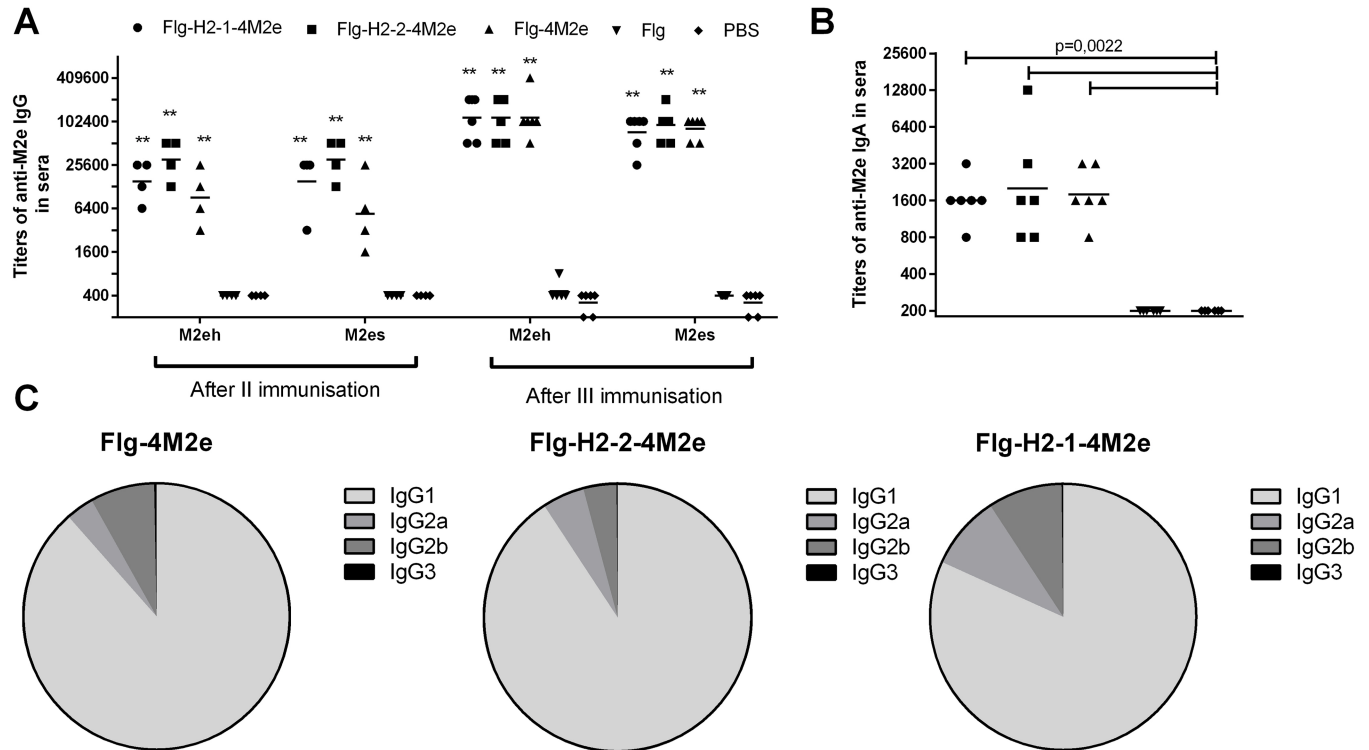 A
Flg-H2-1-4M2e
Flg-H2-2-4M2e
Flg-4M2e
Flg
PBS
Titers of anti-M2e IgG
in sera
409600
102400
25600
6400
1600
400
** ** ** ** ** ** ** ** ** ** ** **
M2eh
M2es
M2eh
M2es
After II immunisation
After III immunisation
B
Titers of anti-M2e IgA in sera
25600
12800
6400
3200
1600
800
400
200
p=0,0022
C
Flg-4M2e
IgG1
IgG2a
IgG2b
IgG3
Flg-H2-2-4M2e
IgG1
IgG2a
IgG2b
IgG3
Flg-H2-1-4M2e
IgG1
IgG2a
IgG2b
IgG3